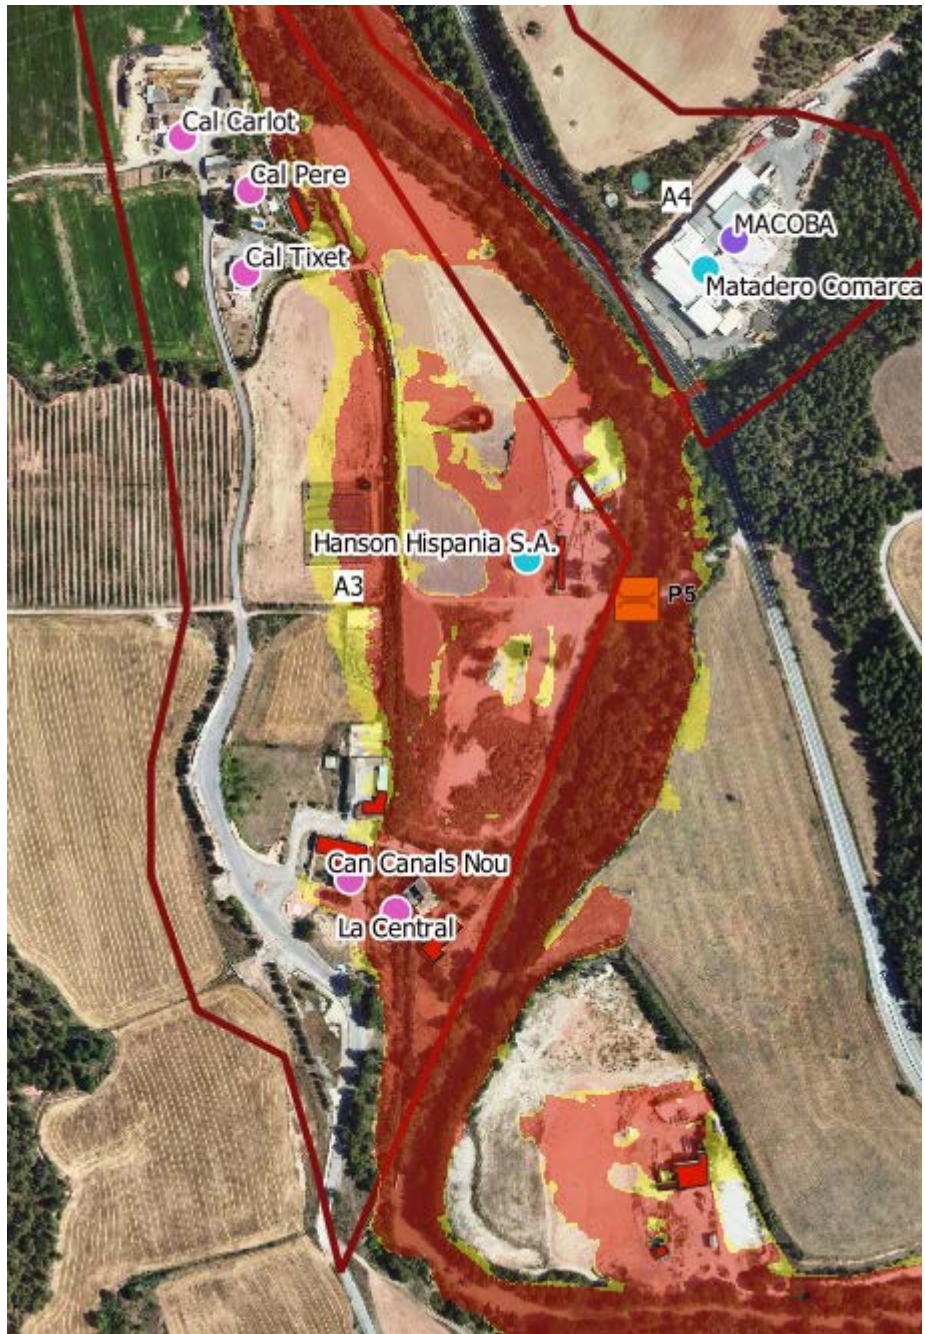 Cal Carlot
Cal Pere
A4
MACOBA
Cal Tixet
Matadero Comarca
Hanson Hispania S.A.
A3
P5
Can Canals Nou
La Central